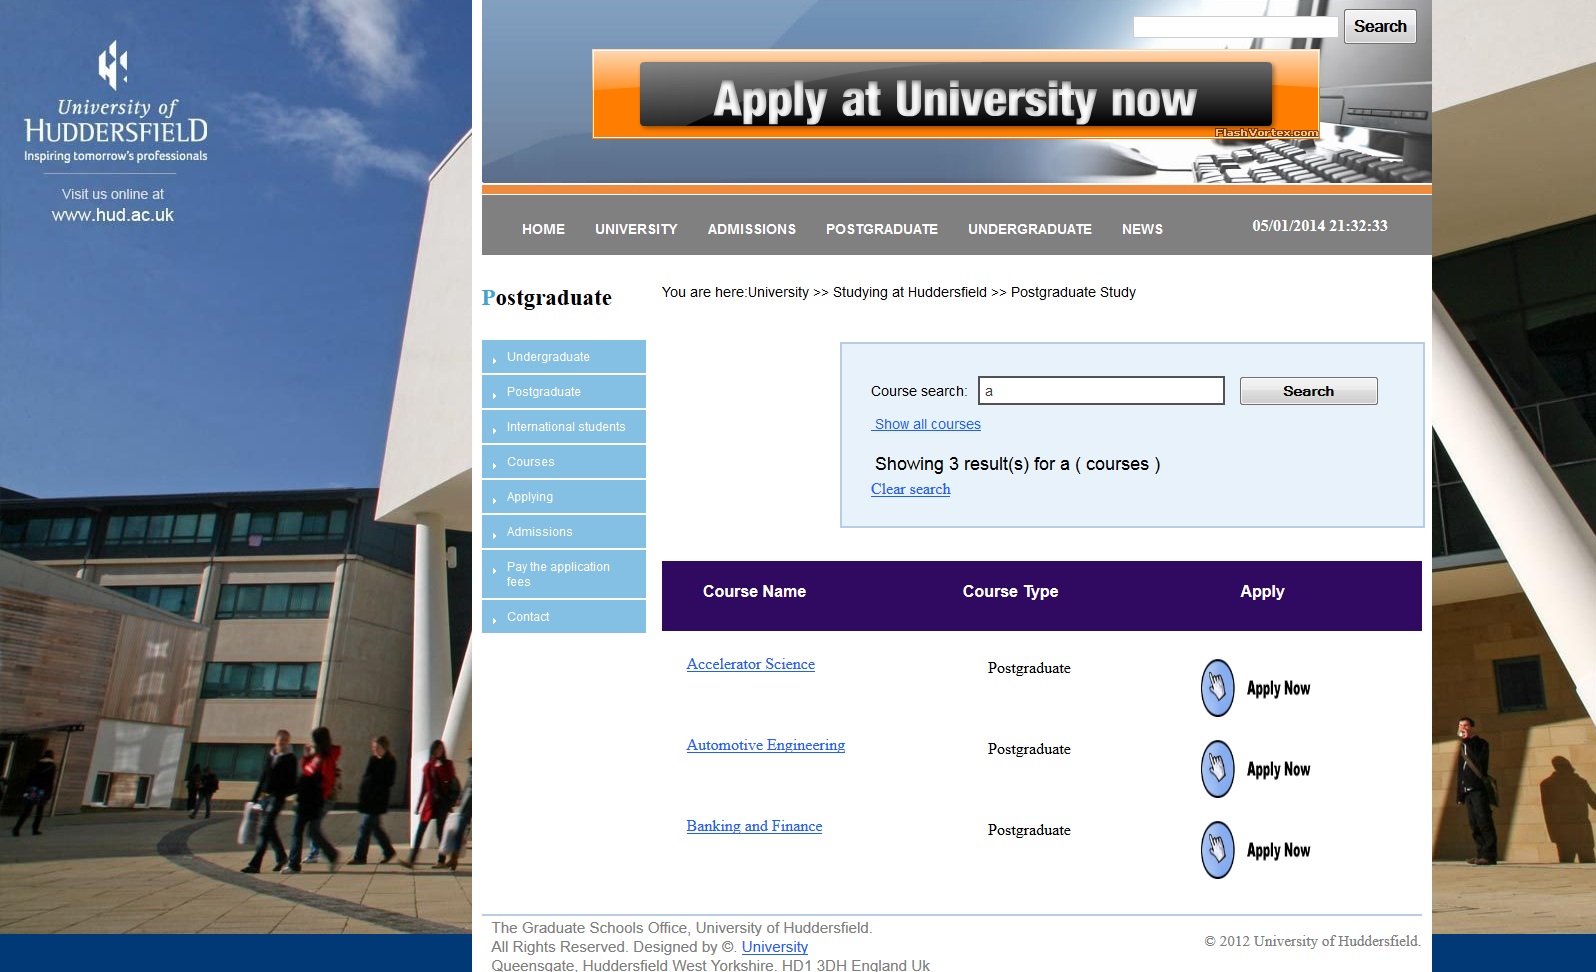 University of
HUDDERSFIELD
Inspiring tomorrow's professionals
Visit us online at
www.hud.ac.uk
Search
Apply at University now
FlashVortex.com
HOME UNIVERSITY ADMISSIONS POSTGRADUATE UNDERGRADUATE NEWS 05/01/2014 21:32:33
Postgraduate
You are here:University >> Studying at Huddersfield >> Postgraduate Study
Undergraduate
Postgraduate
International students
Courses
Applying
Admissions
Pay the application
fees
Contact
Course search: a Search
Show all courses
Showing 3 result(s) for a ( courses )
Clear search
Course Name Course Type Apply
Accelerator Science Postgraduate Apply Now
Automotive Engineering Postgraduate Apply Now
Banking and Finance Postgraduate Apply Now
The Graduate Schools Office, University of Huddersfield.
All Rights Reserved. Designed by ©. University
Queensgate, Huddersfield West Yorkshire. HD1 3DH England Uk
© 2012 University of Huddersfield.